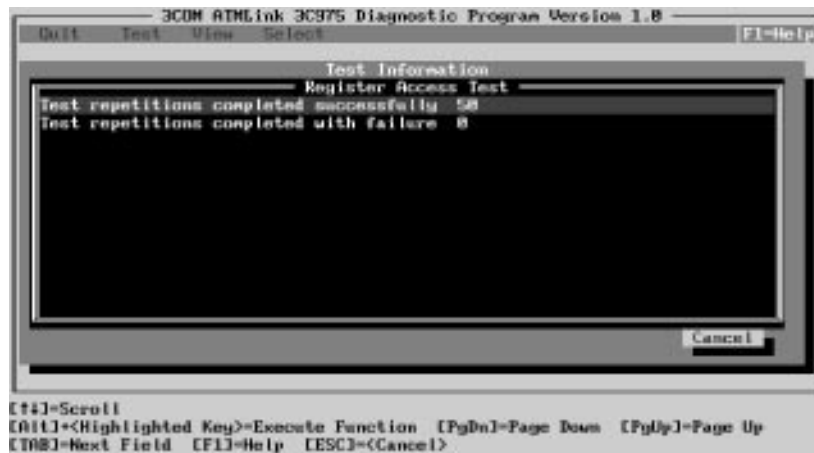 3COM ATMLink 3C975 Diagnostic Program Version 1.0
Quit Test View Select F1=Help
Test Information
Register Access Test
Test repetitions completed successfully 50
Test repetitions completed with failure 0
Cancel
[↑↓]=Scroll
[Alt]+<Highlighted Key>=Execute Function [PgDn]=Page Down [PgUp]=Page Up
[TAB]=Next Field [F1]=Help [ESC]=<Cancel>